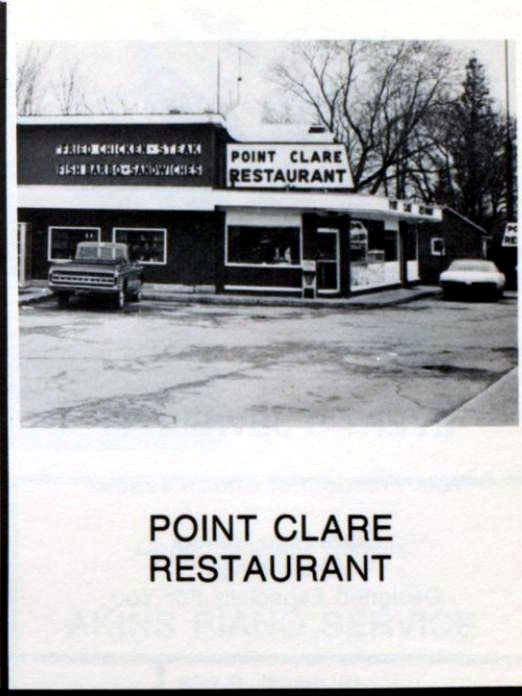 FRIED CHICKEN - STEAK
FISH BAR-B-Q - SANDWICHES
POINT CLARE
RESTAURANT
POINT CLARE
RESTAURANT